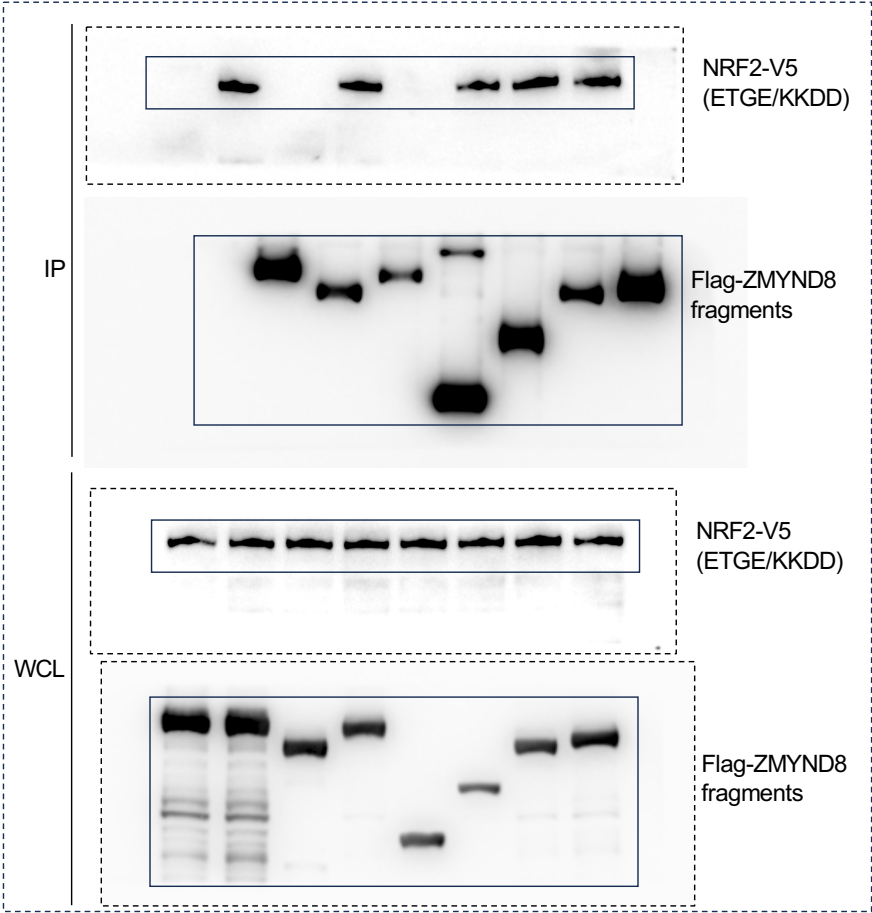 NRF2-V5
(ETGE/KKDD)
IP
Flag-ZMYND8
fragments
NRF2-V5
(ETGE/KKDD)
WCL
Flag-ZMYND8
fragments